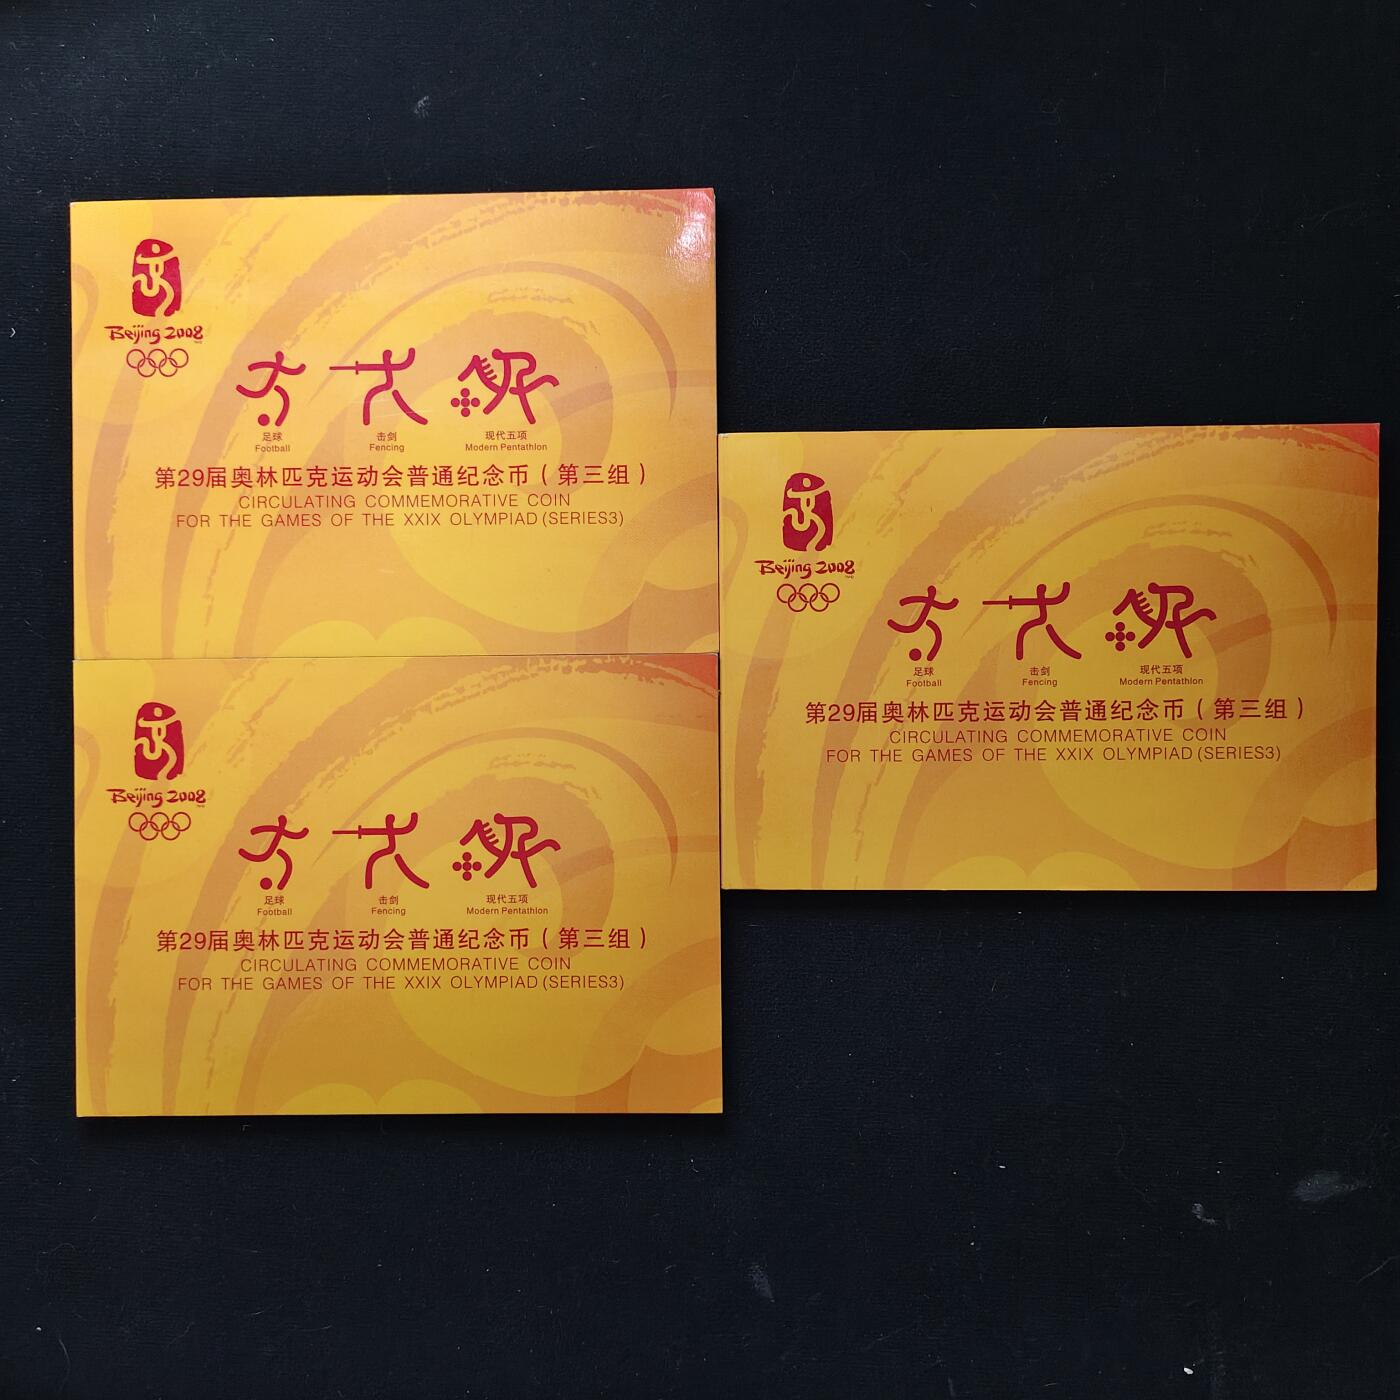 Beijing 2008
足球
Football
击剑
Fencing
现代五项
Modern Pentathlon
第29届奥林匹克运动会普通纪念币(第三组)
CIRCULATING COMMEMORATIVE COIN
FOR THE GAMES OF THE XXIX OLYMPIAD(SERIES3)
Beijing 2008
足球
Football
击剑
Fencing
现代五项
Modern Pentathlon
第29届奥林匹克运动会普通纪念币(第三组)
CIRCULATING COMMEMORATIVE COIN
FOR THE GAMES OF THE XXIX OLYMPIAD(SERIES3)
Beijing 2008
足球
Football
击剑
Fencing
现代五项
Modern Pentathlon
第29届奥林匹克运动会普通纪念币(第三组)
CIRCULATING COMMEMORATIVE COIN
FOR THE GAMES OF THE XXIX OLYMPIAD(SERIES3)